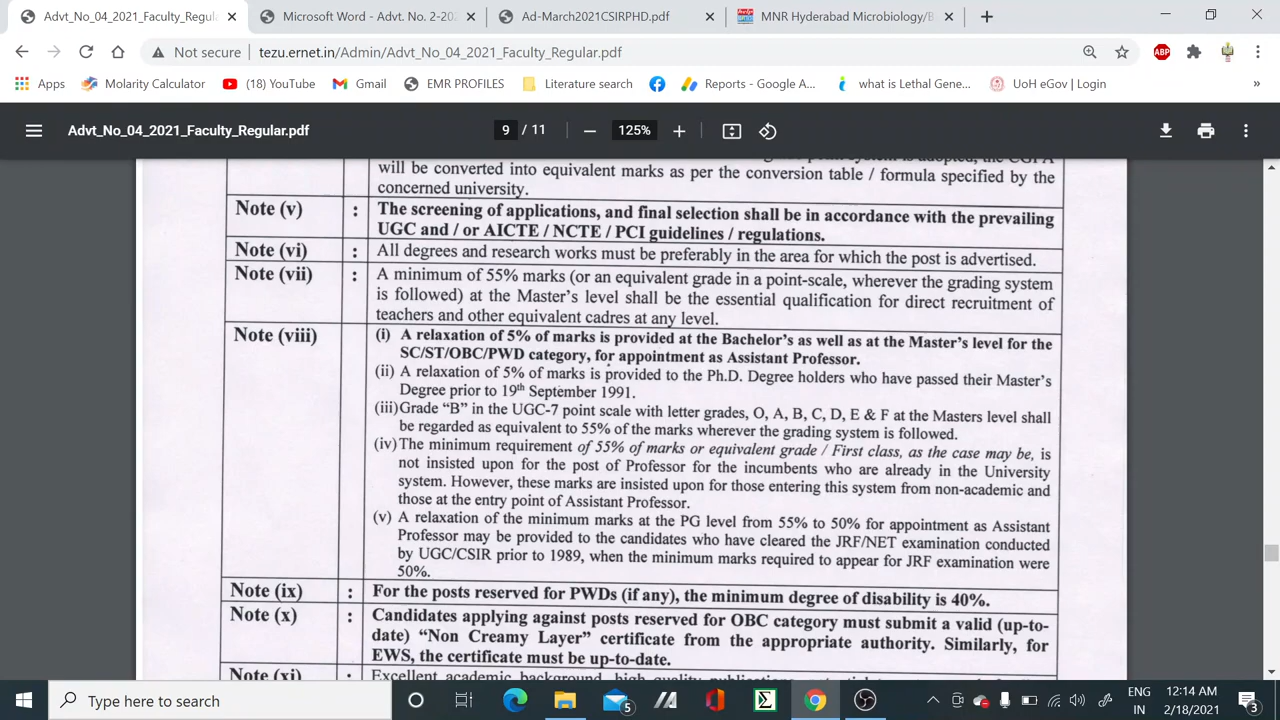 Advt_No_04_2021_Faculty_Regular
Microsoft Word - Advt. No. 2-202
Ad-March2021CSIRPHD.pdf
MNR Hyderabad Microbiology/B
Not secure
tezu.ernet.in/Admin/Advt_No_04_2021_Faculty_Regular.pdf
ABP
Apps
Molarity Calculator
(18) YouTube
Gmail
EMR PROFILES
Literature search
Reports - Google A...
what is Lethal Gene...
UoH eGov | Login
»
Advt_No_04_2021_Faculty_Regular.pdf
9 / 11
125%
will be converted into equivalent marks as per the conversion table / formula specified by the
concerned university.
Note (v) : The screening of applications, and final selection shall be in accordance with the prevailing
UGC and / or AICTE / NCTE / PCI guidelines / regulations.
Note (vi) : All degrees and research works must be preferably in the area for which the post is advertised.
Note (vii) : A minimum of 55% marks (or an equivalent grade in a point-scale, wherever the grading system
is followed) at the Master's level shall be the essential qualification for direct recruitment of
teachers and other equivalent cadres at any level.
Note (viii) : (i) A relaxation of 5% of marks is provided at the Bachelor's as well as at the Master's level for the
SC/ST/OBC/PWD category, for appointment as Assistant Professor.
(ii) A relaxation of 5% of marks is provided to the Ph.D. Degree holders who have passed their Master's
Degree prior to 19th September 1991.
(iii) Grade "B" in the UGC-7 point scale with letter grades, O, A, B, C, D, E & F at the Masters level shall
be regarded as equivalent to 55% of the marks wherever the grading system is followed.
(iv) The minimum requirement of 55% of marks or equivalent grade / First class, as the case may be, is
not insisted upon for the post of Professor for the incumbents who are already in the University
system. However, these marks are insisted upon for those entering this system from non-academic and
those at the entry point of Assistant Professor.
(v) A relaxation of the minimum marks at the PG level from 55% to 50% for appointment as Assistant
Professor may be provided to the candidates who have cleared the JRF/NET examination conducted
by UGC/CSIR prior to 1989, when the minimum marks required to appear for JRF examination were
50%.
Note (ix) : For the posts reserved for PWDs (if any), the minimum degree of disability is 40%.
Note (x) : Candidates applying against posts reserved for OBC category must submit a valid (up-to-
date) "Non Creamy Layer" certificate from the appropriate authority. Similarly, for
EWS, the certificate must be up-to-date.
Note (xi) : Excellent academic background, high quality publications
Type here to search
5
ENG
IN
12:14 AM
2/18/2021
3